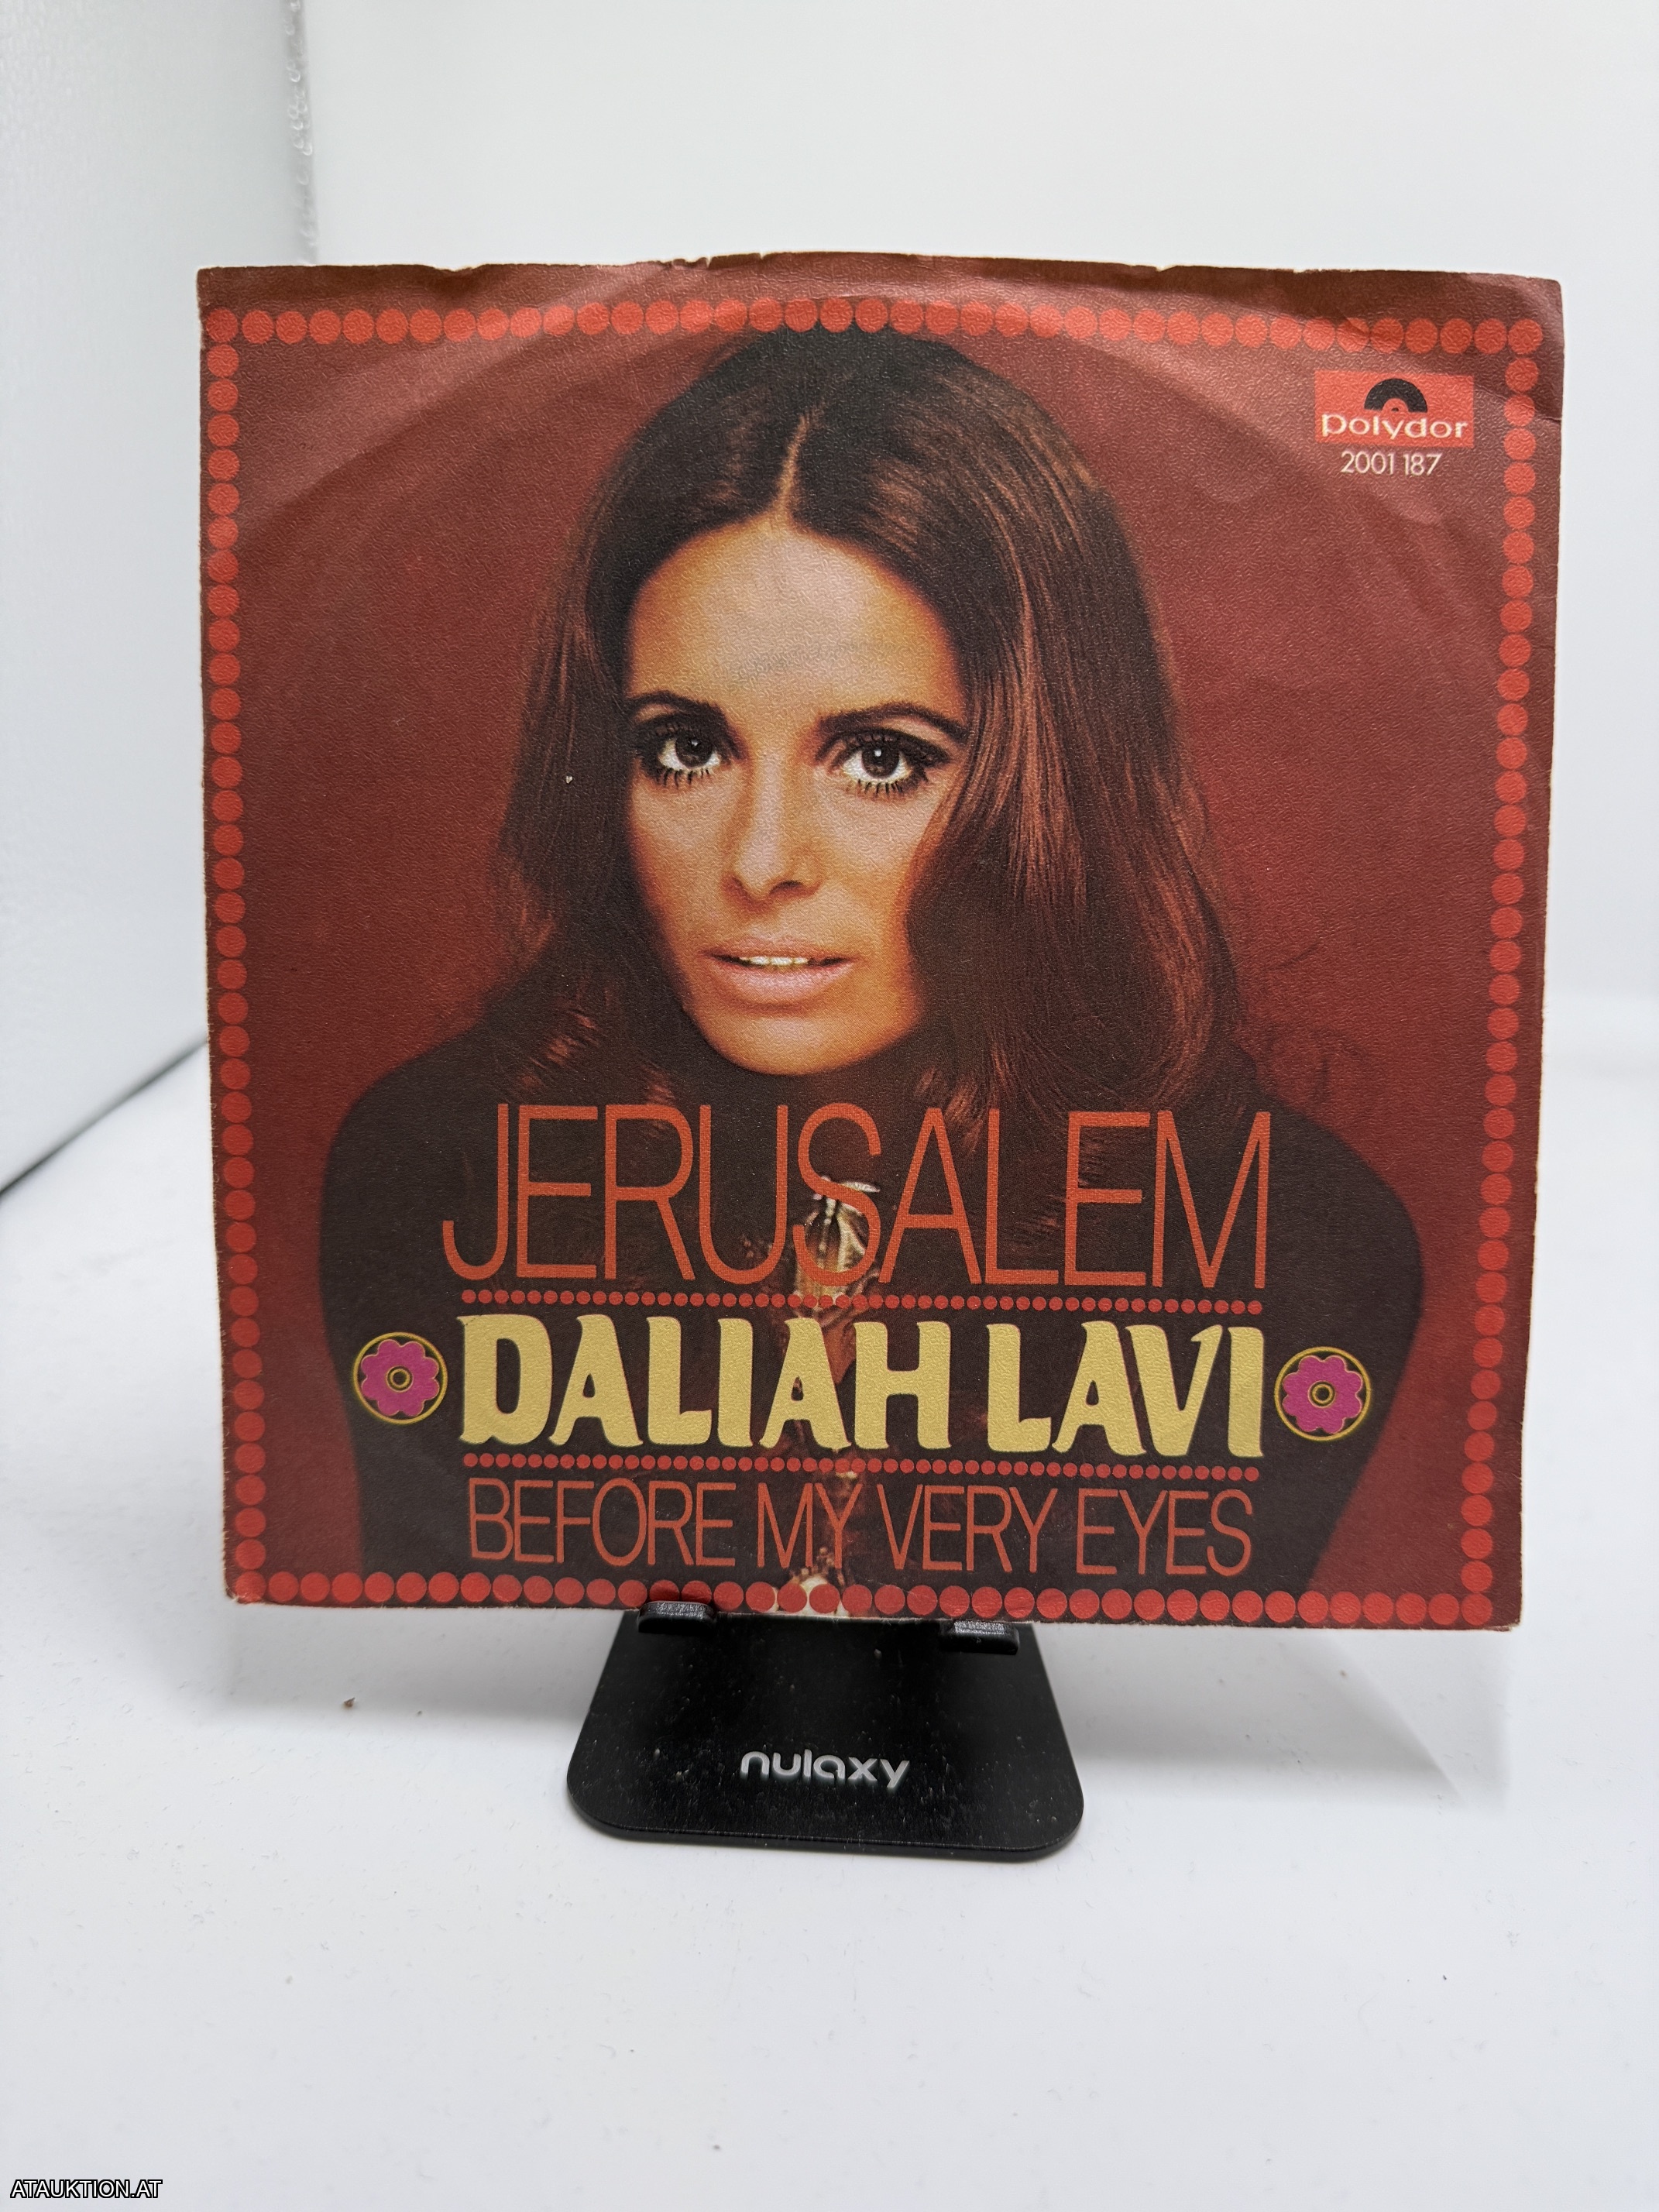 polydor
2001 187
JERUSALEM
DALIAH LAVI
BEFORE MY VERY EYES
nulaxy
ATAUKTION.AT